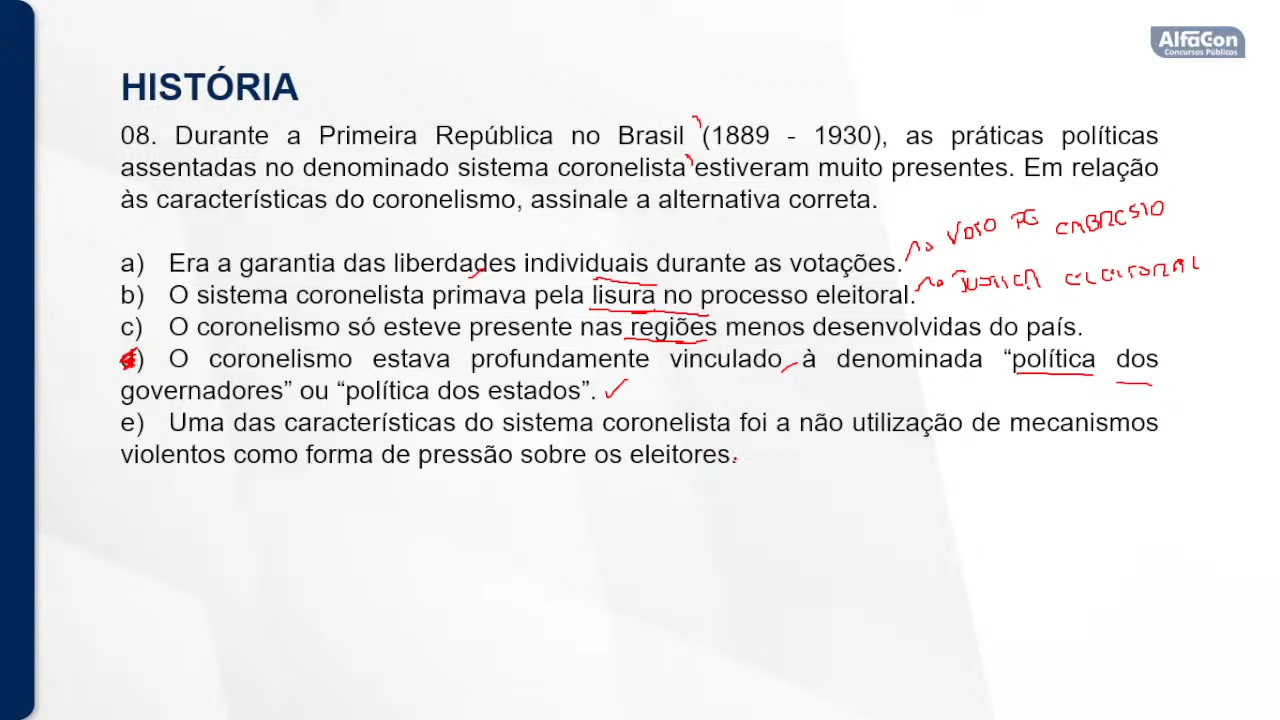 AlfaCon
Concursos Públicos
HISTÓRIA
08. Durante a Primeira República no Brasil (1889 - 1930), as práticas políticas
assentadas no denominado sistema coronelista estiveram muito presentes. Em relação
às características do coronelismo, assinale a alternativa correta.
VOTO DE CABRESTO
a) Era a garantia das liberdades individuais durante as votações.
JUSTIÇA ELEITORAL
b) O sistema coronelista primava pela lisura no processo eleitoral.
c) O coronelismo só esteve presente nas regiões menos desenvolvidas do país.
) O coronelismo estava profundamente vinculado à denominada “política dos
governadores” ou “política dos estados”.
e) Uma das características do sistema coronelista foi a não utilização de mecanismos
violentos como forma de pressão sobre os eleitores.